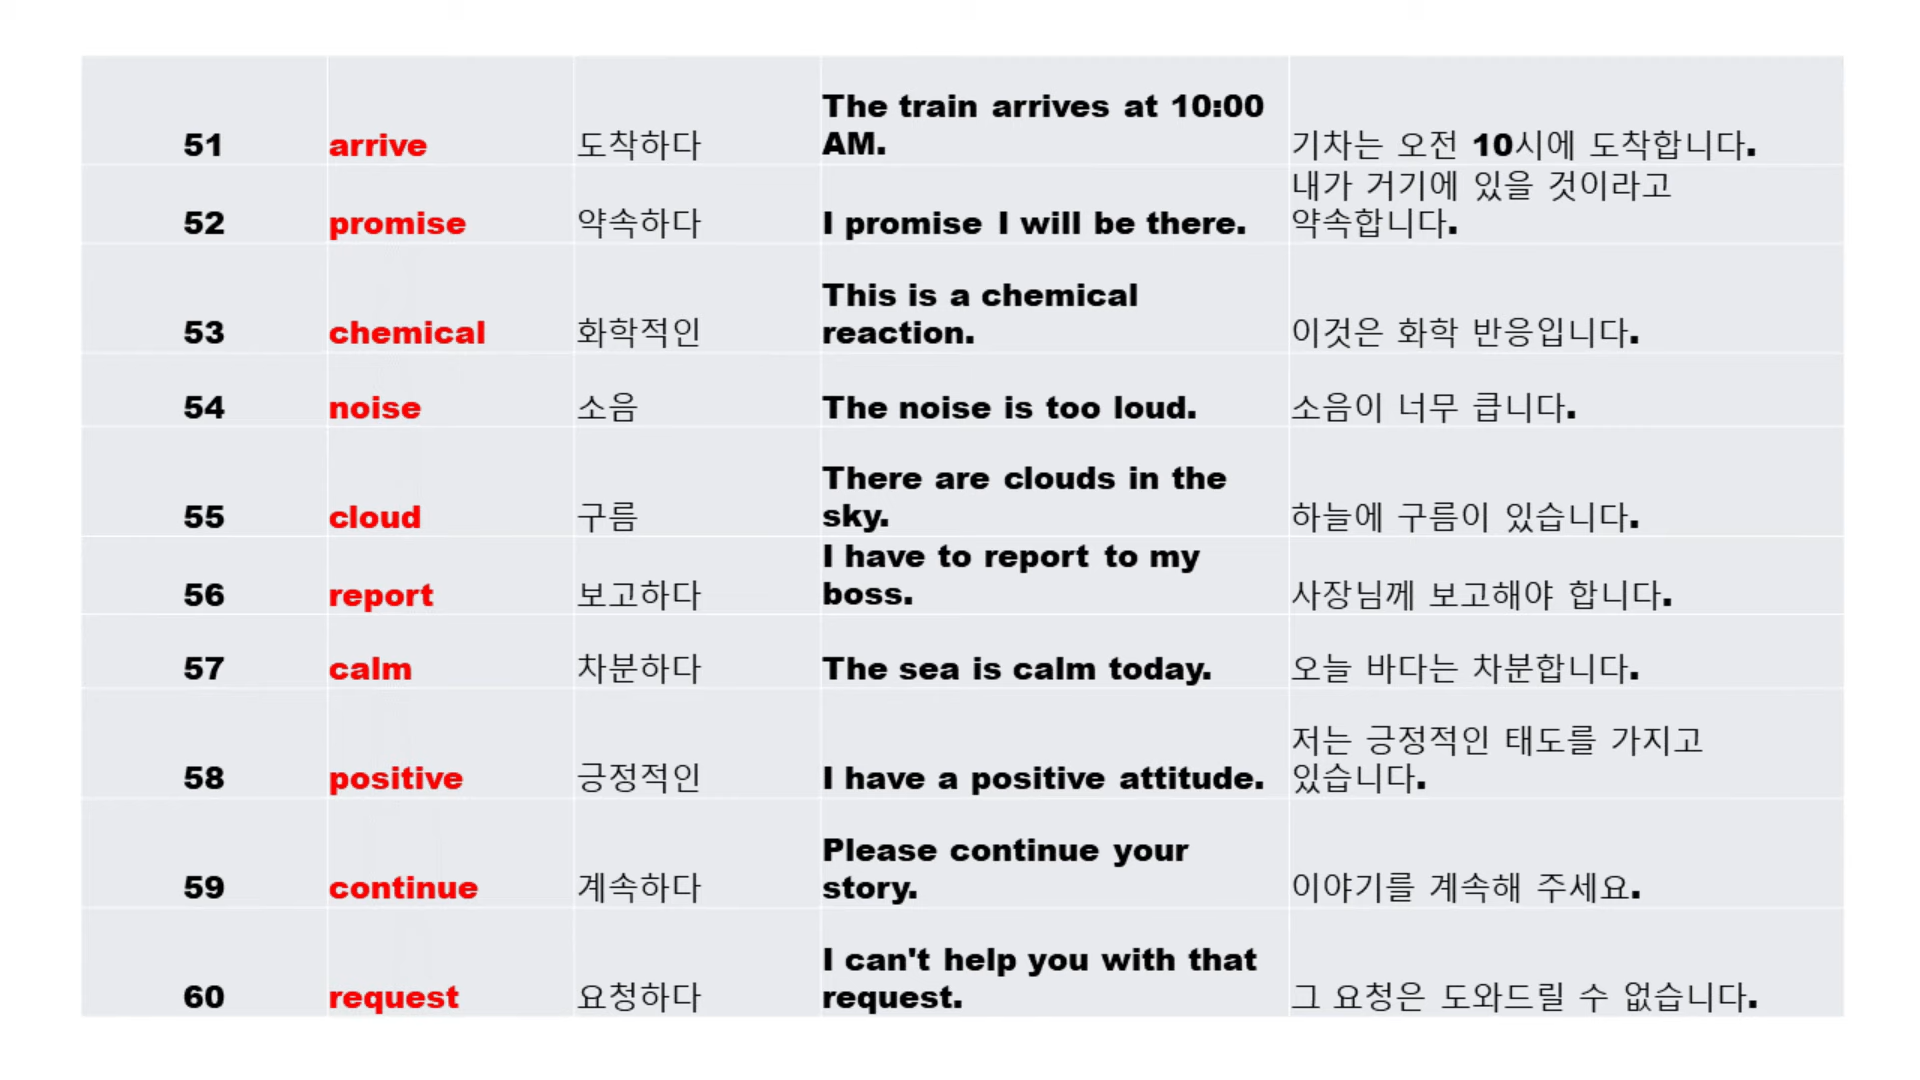 51 arrive 도착하다 The train arrives at 10:00
AM. 기차는 오전 10시에 도착합니다.
52 promise 약속하다 I promise I will be there. 내가 거기에 있을 것이라고
약속합니다.
53 chemical 화학적인 This is a chemical
reaction. 이것은 화학 반응입니다.
54 noise 소음 The noise is too loud. 소음이 너무 큽니다.
55 cloud 구름 There are clouds in the
sky. 하늘에 구름이 있습니다.
56 report 보고하다 I have to report to my
boss. 사장님께 보고해야 합니다.
57 calm 차분하다 The sea is calm today. 오늘 바다는 차분합니다.
58 positive 긍정적인 I have a positive attitude. 저는 긍정적인 태도를 가지고
있습니다.
59 continue 계속하다 Please continue your
story. 이야기를 계속해 주세요.
60 request 요청하다 I can't help you with that
request. 그 요청은 도와드릴 수 없습니다.